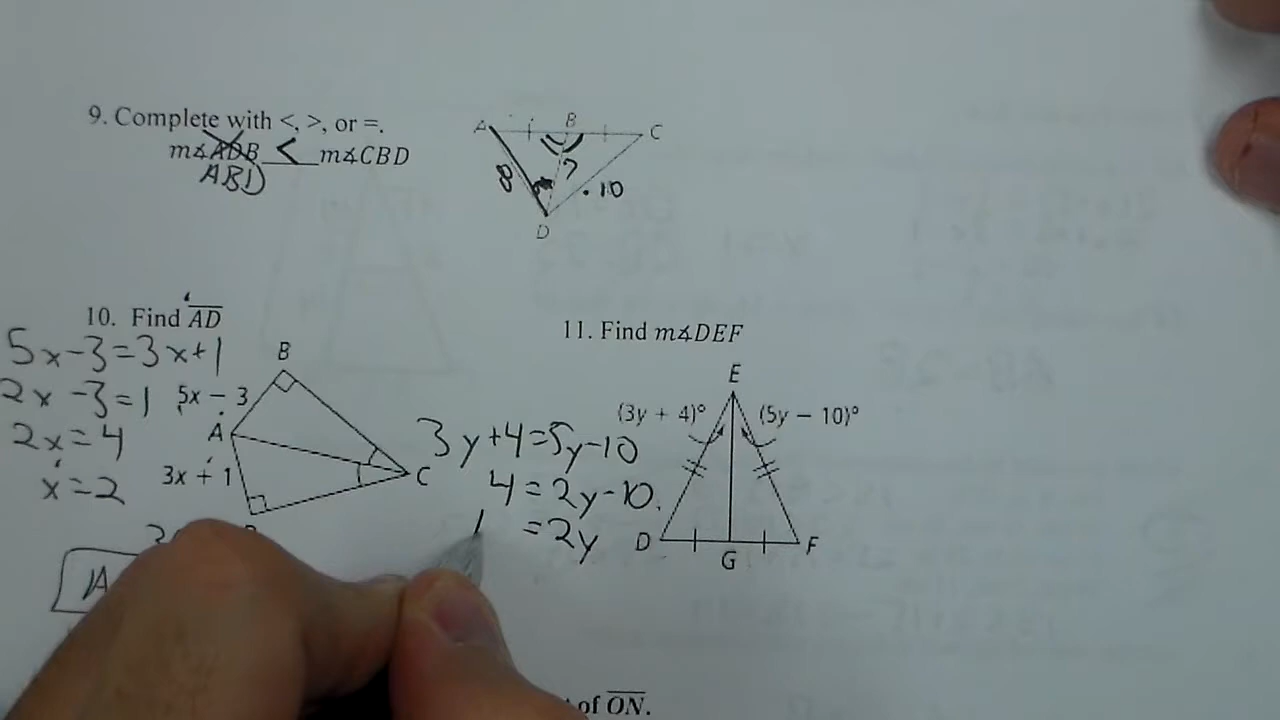 9. Complete with <, >, or =.
m∡ADB < m∡CBD
ABD
A
B
C
8
7
10
D
10. Find AD
5x-3=3x+1
2x-3=1
2x=4
x=2
B
5x − 3
A
3x + 1
C
11. Find m∡DEF
E
(3y + 4)°
(5y − 10)°
3y+4=5y-10
4=2y-10
1 =2y
D
G
F
of ON.